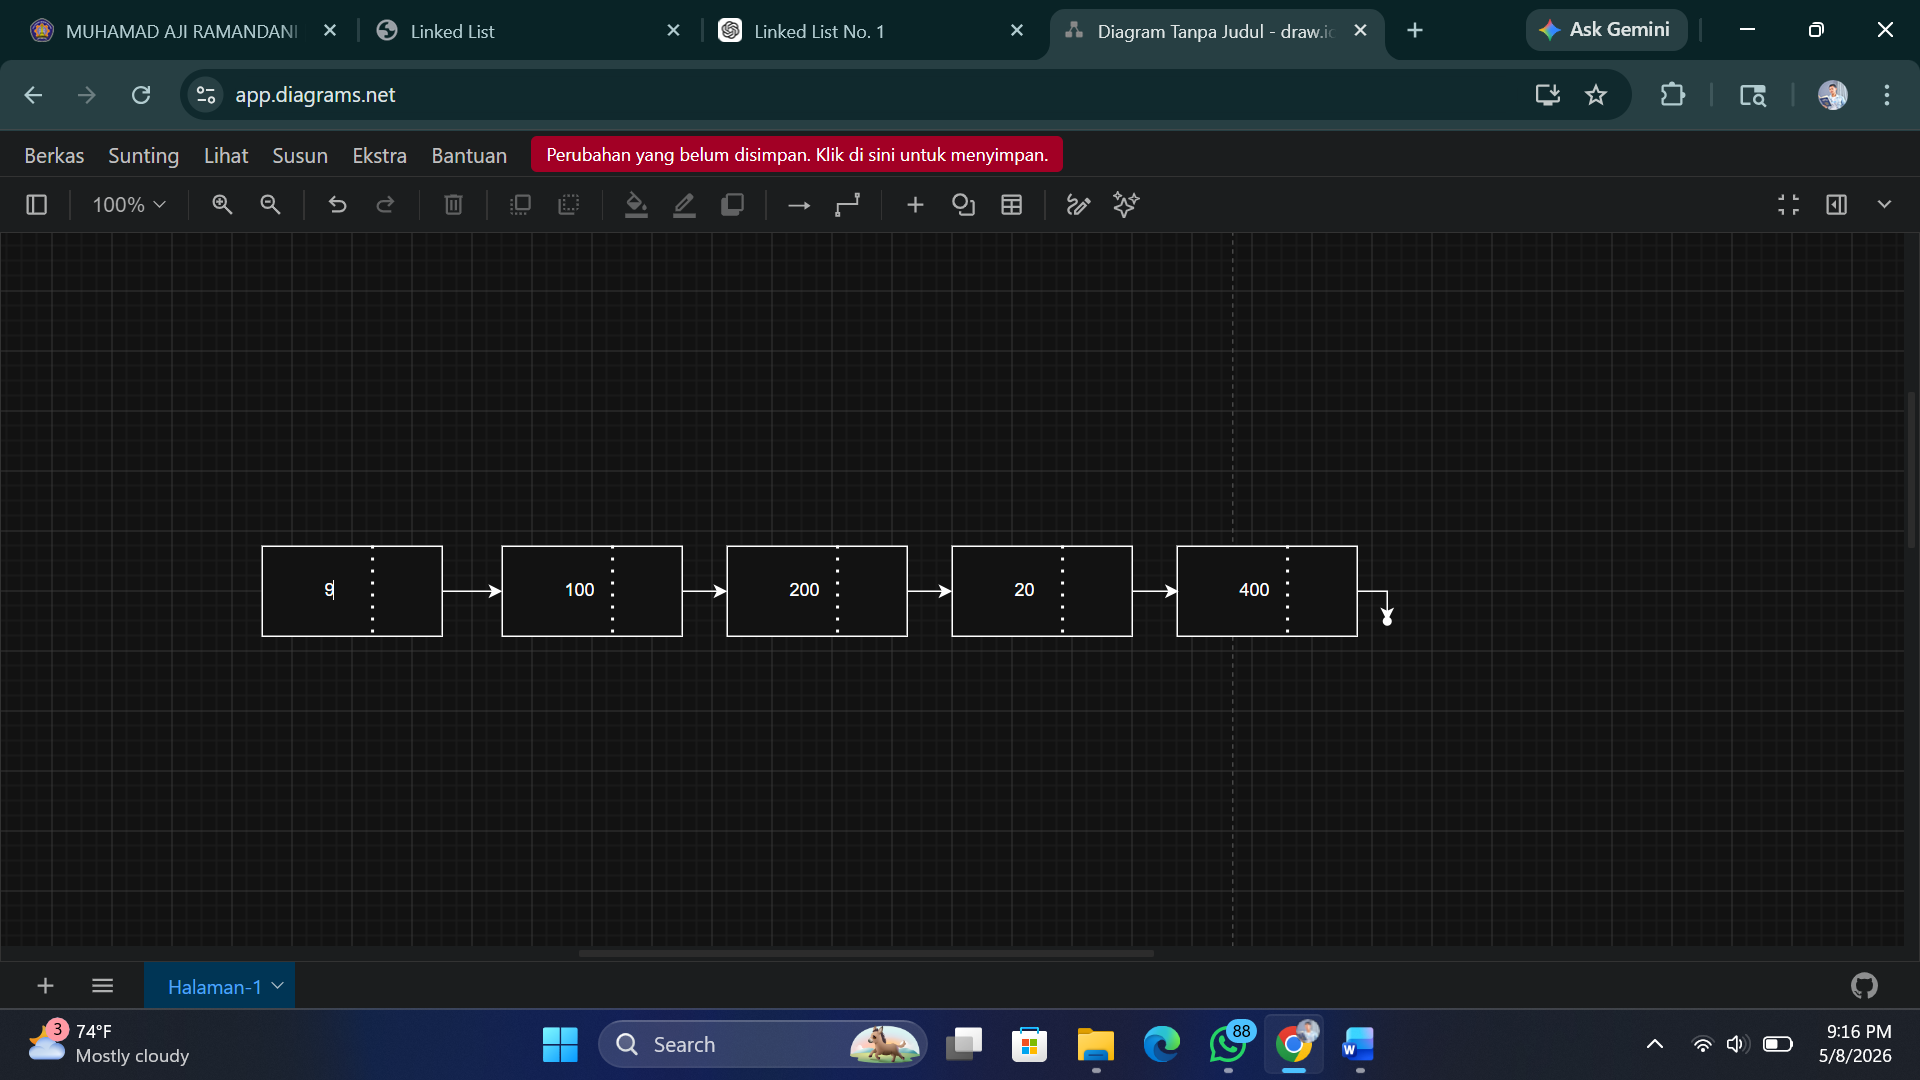 MUHAMAD AJI RAMANDANI
Linked List
Linked List No. 1
Diagram Tanpa Judul - draw.io
Ask Gemini
app.diagrams.net
Berkas Sunting Lihat Susun Ekstra Bantuan Perubahan yang belum disimpan. Klik di sini untuk menyimpan.
100%
9 100 200 20 400
Halaman-1
3
74°F
Mostly cloudy
Search
88
W
9:16 PM
5/8/2026